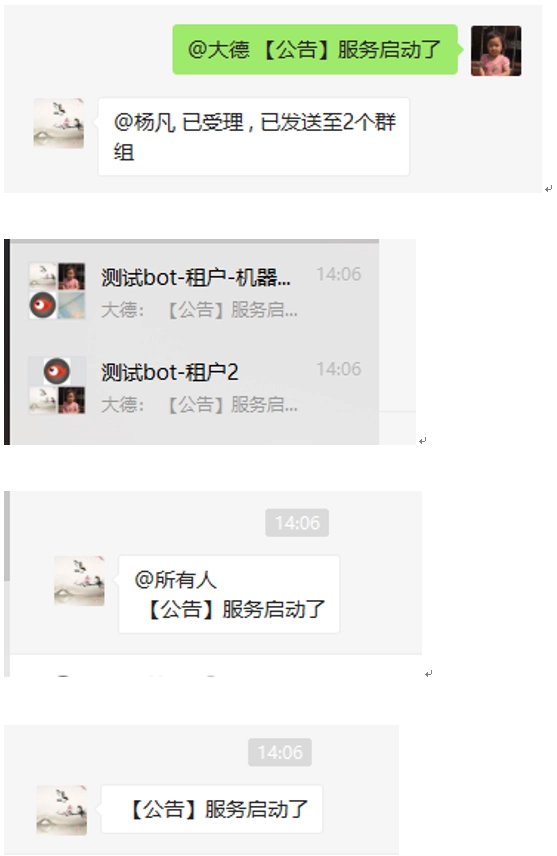 @大德 【公告】服务启动了
@杨凡 已受理，已发送至2个群
组
测试bot-租户-机器... 14:06
大德： 【公告】服务启...
测试bot-租户2 14:06
大德： 【公告】服务启...
14:06
@所有人
【公告】服务启动了
14:06
【公告】服务启动了